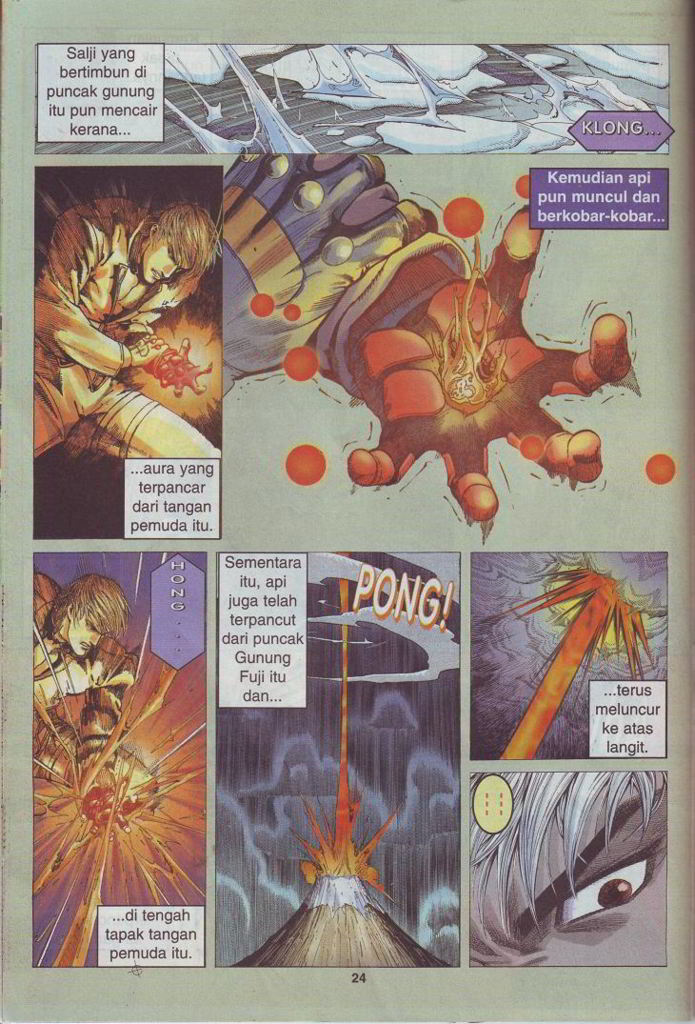 Salji yang
bertimbun di
puncak gunung
itu pun mencair
kerana...
KLONG...
...aura yang
terpancar
dari tangan
pemuda itu.
Kemudian api
pun muncul dan
berkobar-kobar...
HONG...
...di tengah
tapak tangan
pemuda itu.
Sementara
itu, api
juga telah
terpancut
dari puncak
Gunung
Fuji itu
dan...
PONG!
...terus
meluncur
ke atas
langit.
!!!
24